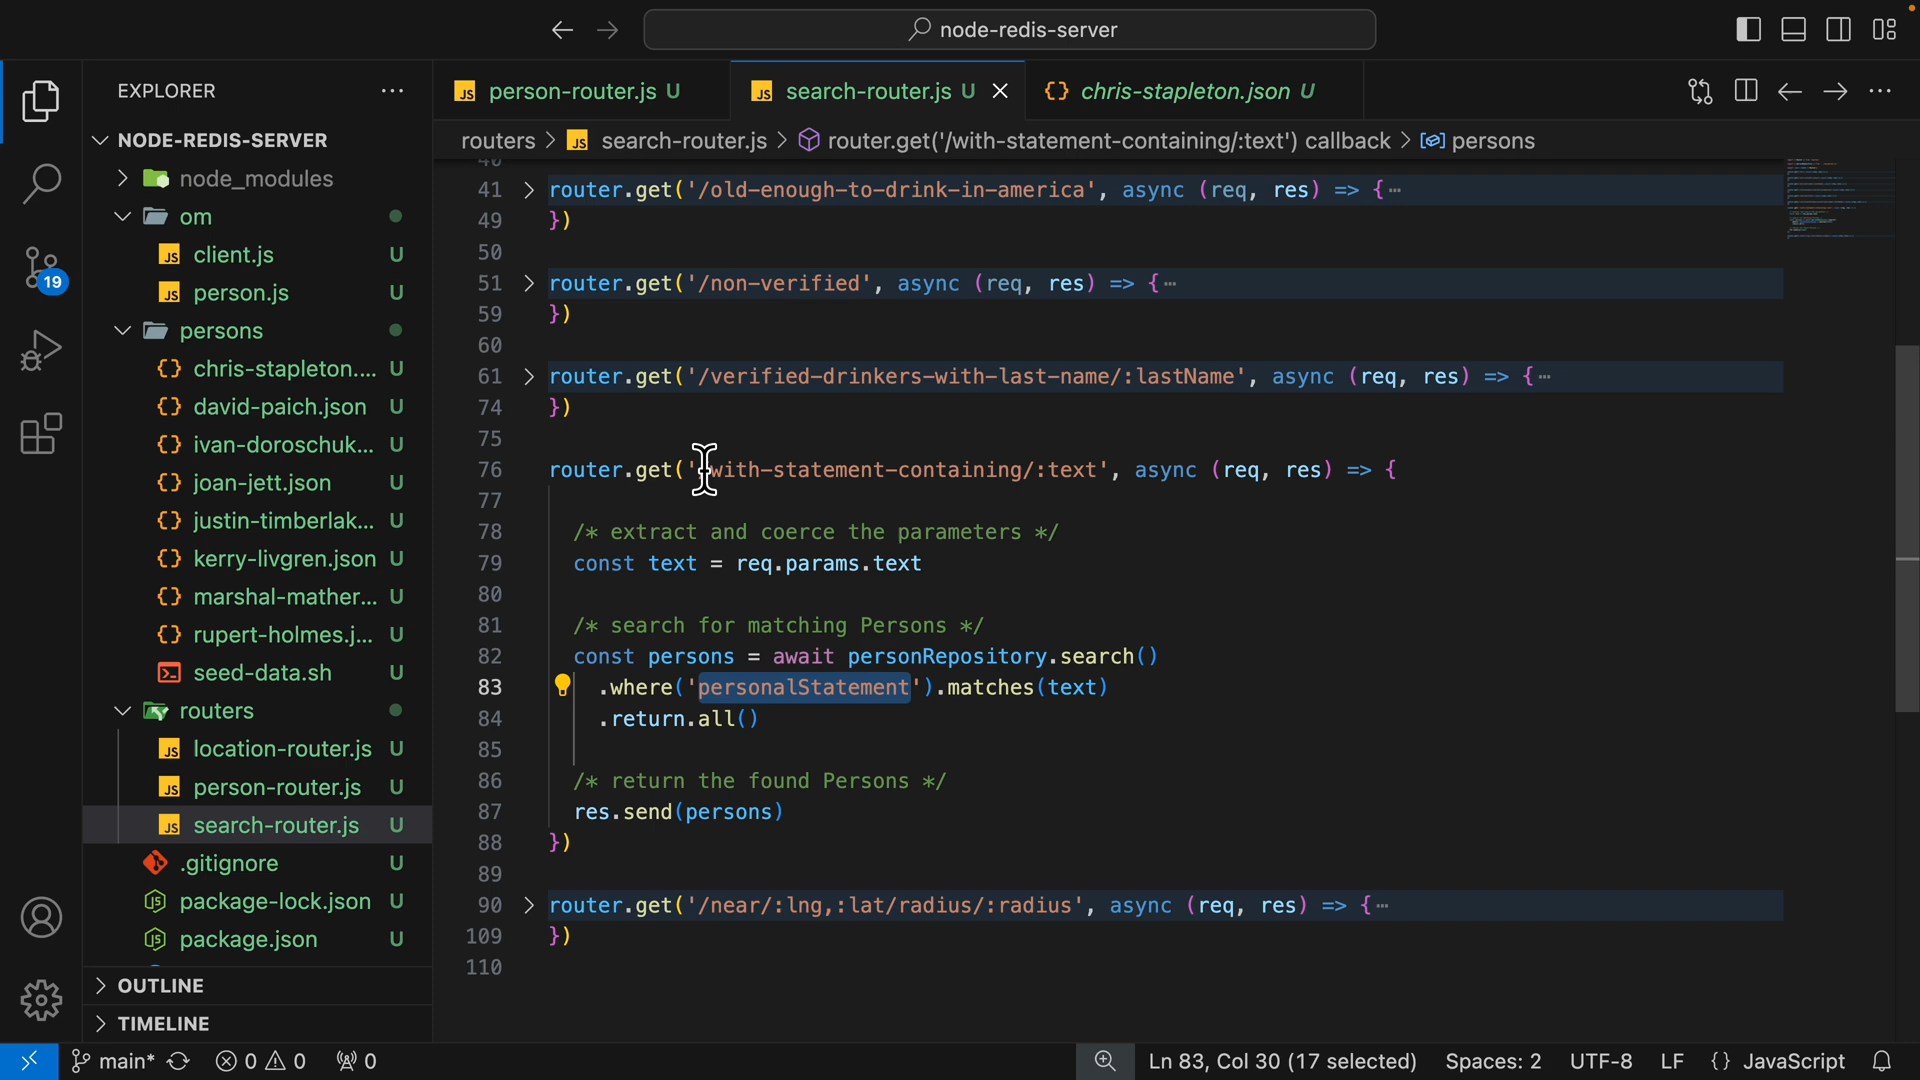 node-redis-server
EXPLORER
person-router.js U
search-router.js U
chris-stapleton.json U
routers > search-router.js > router.get('/with-statement-containing/:text') callback > persons
NODE-REDIS-SERVER
node_modules
om
client.js U
person.js U
persons
chris-stapleton.... U
david-paich.json U
ivan-doroschuk... U
joan-jett.json U
justin-timberlak... U
kerry-livgren.json U
marshal-mather... U
rupert-holmes.j... U
seed-data.sh U
routers
location-router.js U
person-router.js U
search-router.js U
.gitignore U
package-lock.json U
package.json U
OUTLINE
TIMELINE
19
40
41 router.get('/old-enough-to-drink-in-america', async (req, res) => {…
49 })
50
51 router.get('/non-verified', async (req, res) => {…
59 })
60
61 router.get('/verified-drinkers-with-last-name/:lastName', async (req, res) => {…
74 })
75
76 router.get('/with-statement-containing/:text', async (req, res) => {
77
78 /* extract and coerce the parameters */
79 const text = req.params.text
80
81 /* search for matching Persons */
82 const persons = await personRepository.search()
83 .where('personalStatement').matches(text)
84 .return.all()
85
86 /* return the found Persons */
87 res.send(persons)
88 })
89
90 router.get('/near/:lng,:lat/radius/:radius', async (req, res) => {…
109 })
110
main* 0 0 0 Ln 83, Col 30 (17 selected) Spaces: 2 UTF-8 LF {} JavaScript